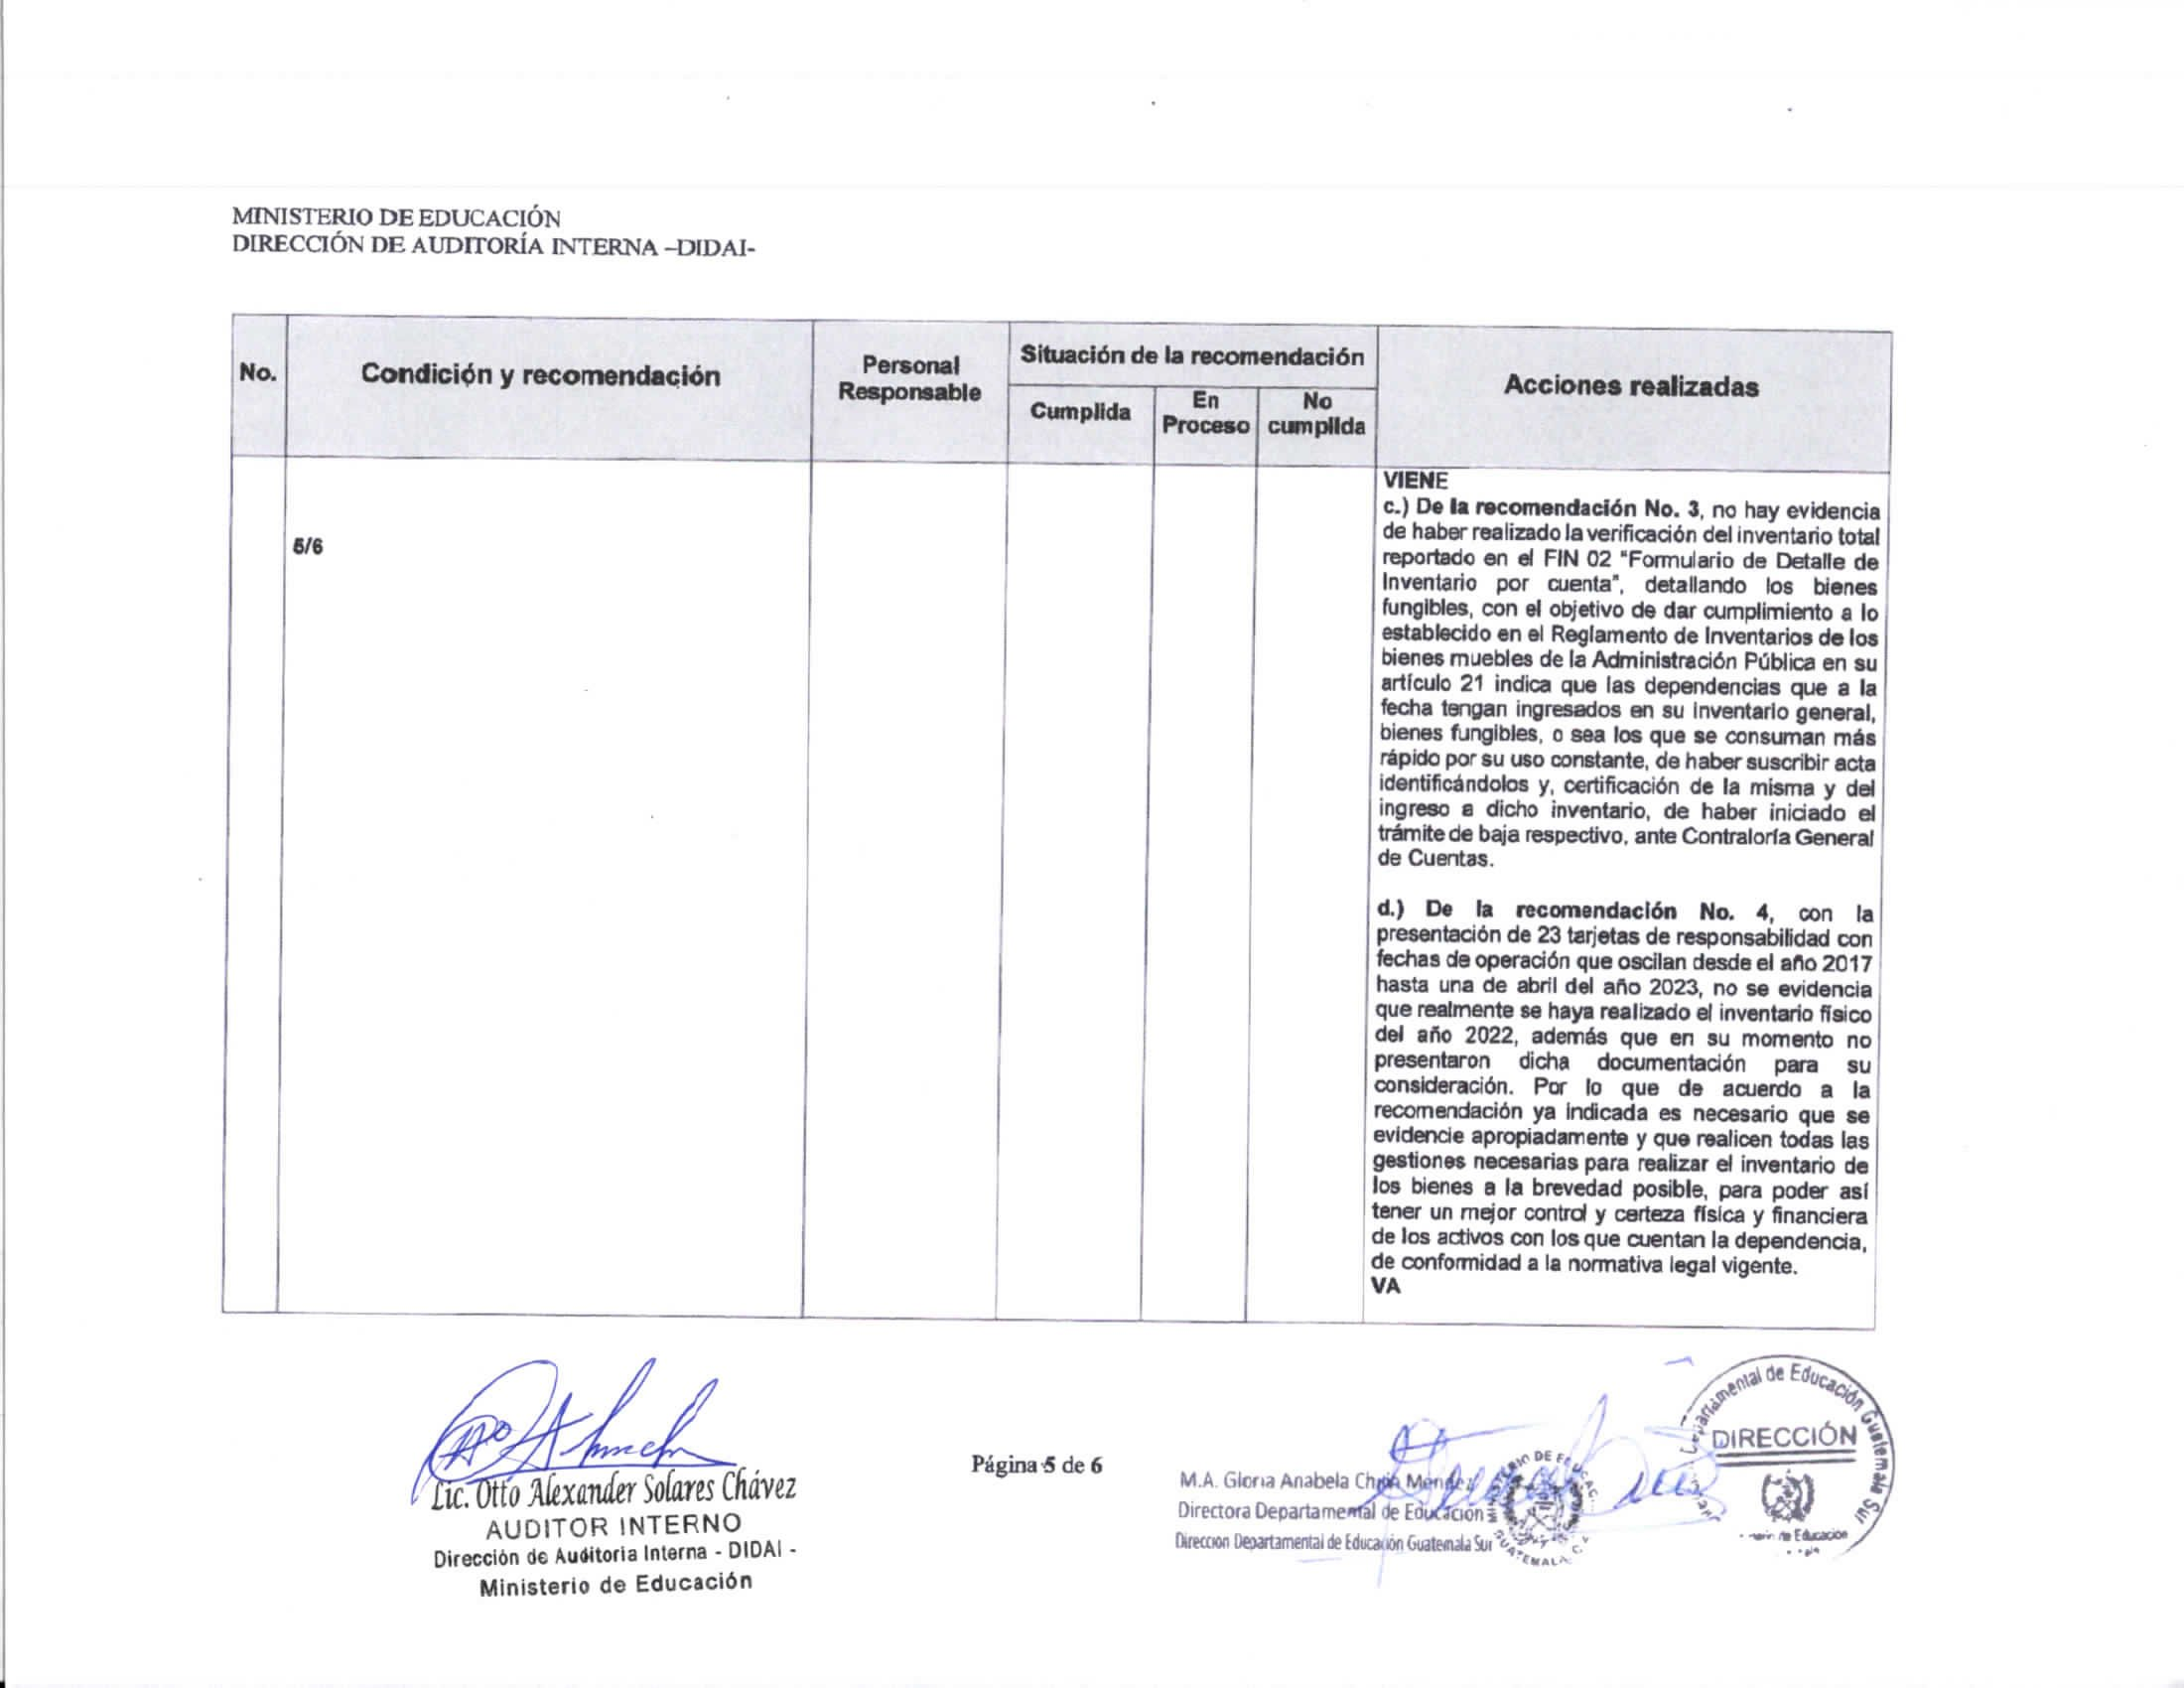 MINISTERIO DE EDUCACIÓN
DIRECCIÓN DE AUDITORÍA INTERNA –DIDAI-
No.
Condición y recomendación
Personal
Responsable
Situación de la recomendación
Cumplida
En
Proceso
No
cumplida
Acciones realizadas
5/6
VIENE
c.) De la recomendación No. 3, no hay evidencia
de haber realizado la verificación del inventario total
reportado en el FIN 02 "Formulario de Detalle de
Inventario por cuenta", detallando los bienes
fungibles, con el objetivo de dar cumplimiento a lo
establecido en el Reglamento de Inventarios de los
bienes muebles de la Administración Pública en su
artículo 21 indica que las dependencias que a la
fecha tengan ingresados en su inventario general,
bienes fungibles, o sea los que se consuman más
rápido por su uso constante, de haber suscribir acta
identificándolos y, certificación de la misma y del
ingreso a dicho inventario, de haber iniciado el
trámite de baja respectivo, ante Contraloría General
de Cuentas.
d.) De la recomendación No. 4, con la
presentación de 23 tarjetas de responsabilidad con
fechas de operación que oscilan desde el año 2017
hasta una de abril del año 2023, no se evidencia
que realmente se haya realizado el inventario físico
del año 2022, además que en su momento no
presentaron dicha documentación para su
consideración. Por lo que de acuerdo a la
recomendación ya indicada es necesario que se
evidencie apropiadamente y que realicen todas las
gestiones necesarias para realizar el inventario de
los bienes a la brevedad posible, para poder así
tener un mejor control y certeza física y financiera
de los activos con los que cuentan la dependencia,
de conformidad a la normativa legal vigente.
VA
Lic. Otto Alexander Solares Chávez
AUDITOR INTERNO
Dirección de Auditoria Interna - DIDAI -
Ministerio de Educación
Página 5 de 6
M.A. Gloria Anabela
Directora Departamental de Educación
Direccion Departamental de Educación Guatemala Sur
de Educación Guatemala Sur
DIRECCIÓN
de Educación